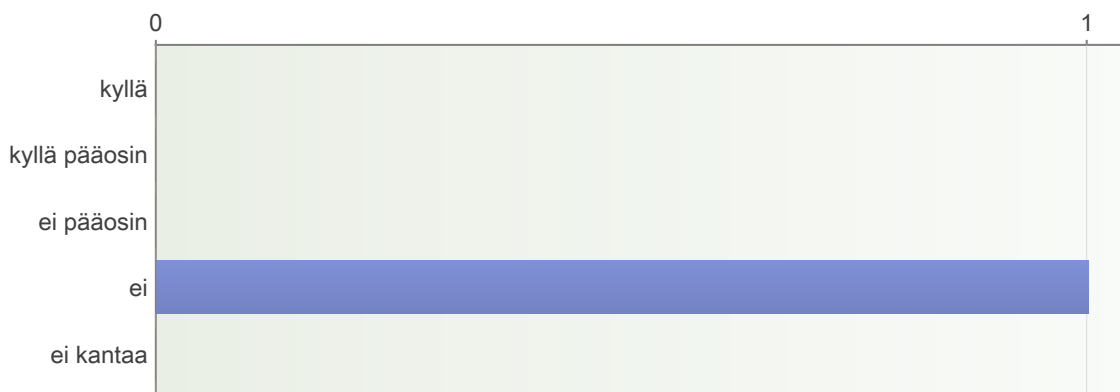 0 1
kyllä
kyllä pääosin
ei pääosin
ei
ei kantaa